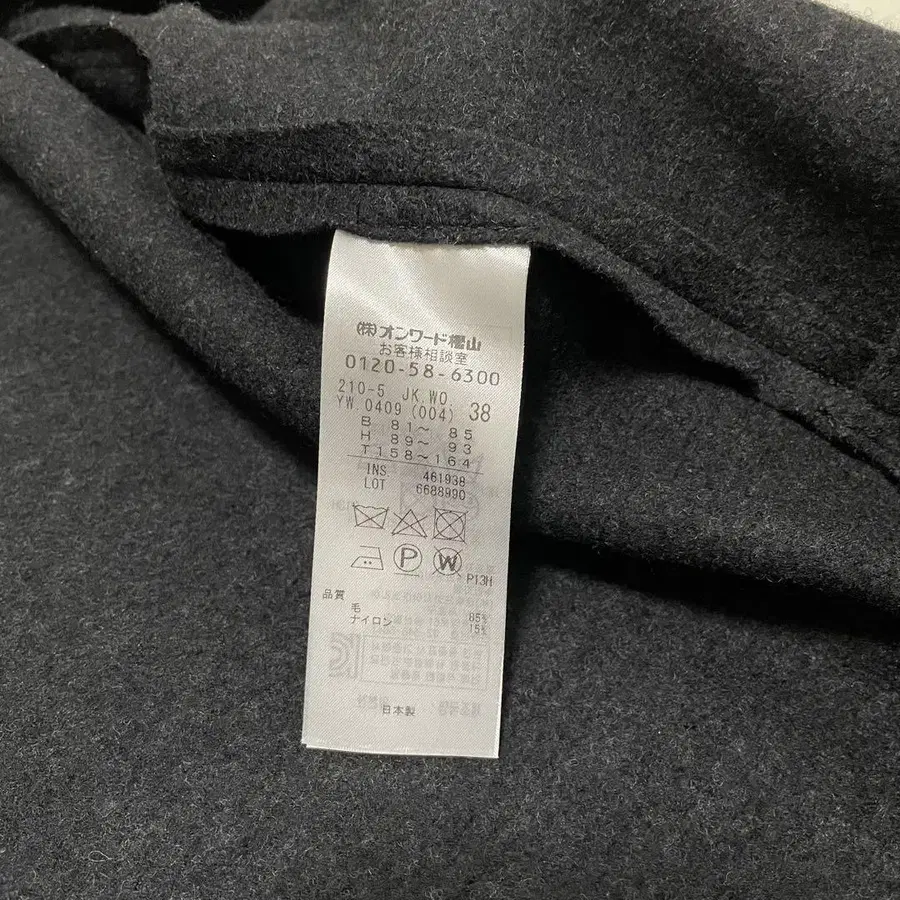 (株)オンワード樫山
お客様相談室
0120-58-6300
210-5 JK.WO. 38
YW.0409 (004)
B 81～ 85
H 89～ 93
T158～164
INS. 461938
LOT 6688990
P W P13H
品質
毛 85%
ナイロン 15%
日本製